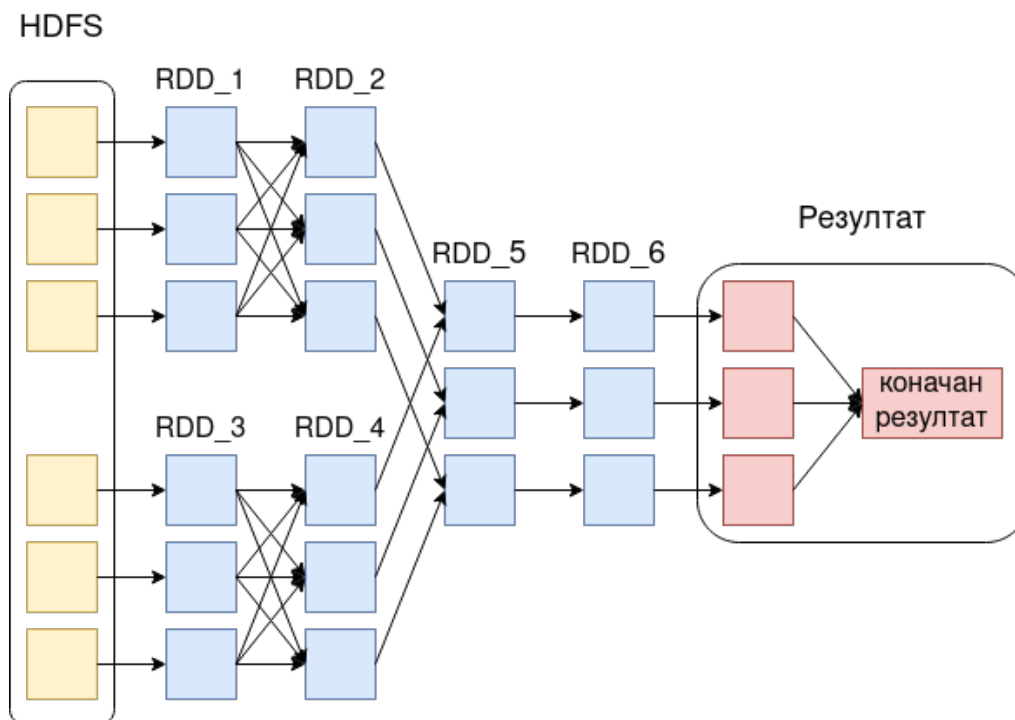 HDFS
RDD_1
RDD_2
RDD_5
RDD_6
Резултат
коначан
резултат
RDD_3
RDD_4